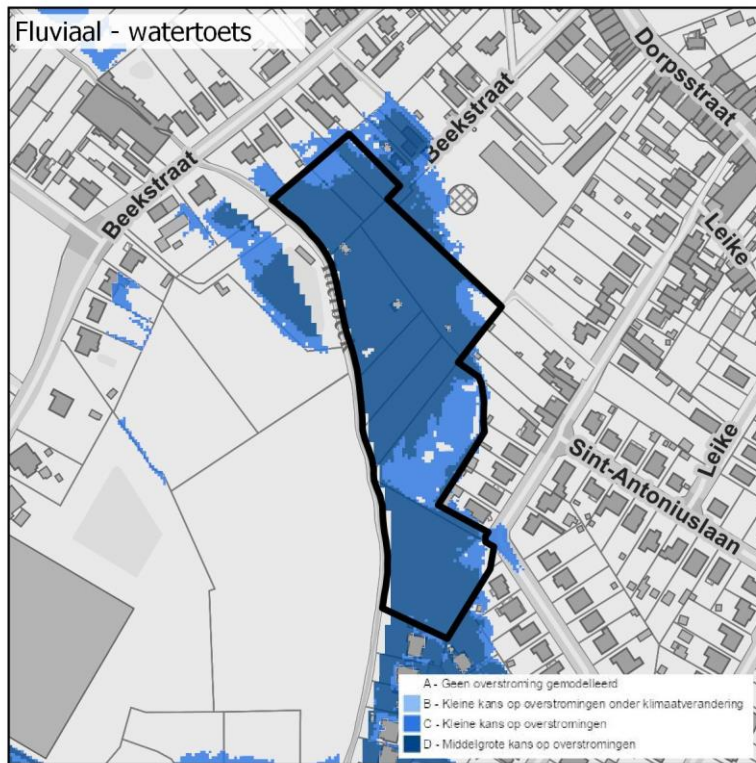 Fluviaal - watertoets
Dorpsstraat
Beekstraat
Beekstraat
Leike
Leike
Sint-Antoniuslaan
A - Geen overstroming gemodelleerd
B - Kleine kans op overstromingen onder klimaatverandering
C - Kleine kans op overstromingen
D - Middelgrote kans op overstromingen